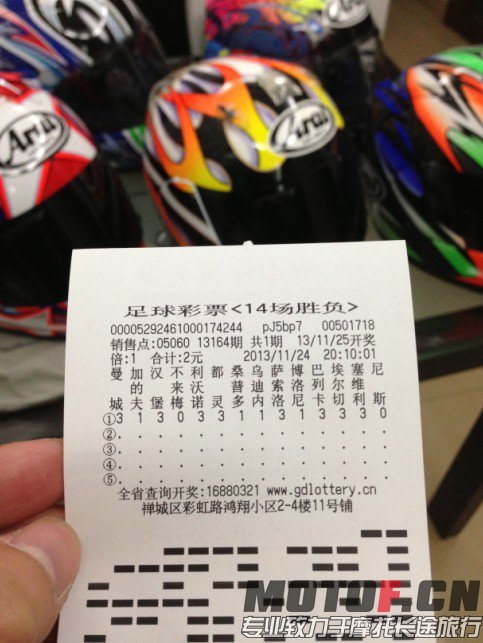 Arai
Arai
Arai
足球彩票<14场胜负>
00005292461000174244 pJ5bp7 00501718
销售点:05060 13164期 共1期 13/11/25开奖
倍:1 合计:2元 2013/11/24 20:10:01
曼加汉不利都桑乌萨博巴埃塞尼
的来沃 普迪索洛列尔维
城夫堡梅诺灵多内洛尼卡切利斯
①3 1 3 0 3 3 1 1 3 1 3 3 3 0
②. . . . . . . . . . . . . .
③. . . . . . . . . . . . . .
④. . . . . . . . . . . . . .
⑤. . . . . . . . . . . . . .
全省查询开奖:16880321 www.gdlottery.cn
禅城区彩虹路鸿翔小区2-4楼11号铺
MOTOF.CN
专业致力于摩托长途旅行